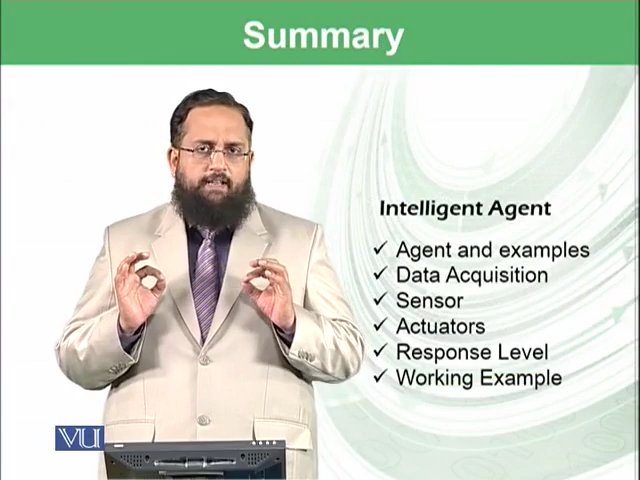 Summary
Intelligent Agent
✓ Agent and examples
✓ Data Acquisition
✓ Sensor
✓ Actuators
✓ Response Level
✓ Working Example
VU